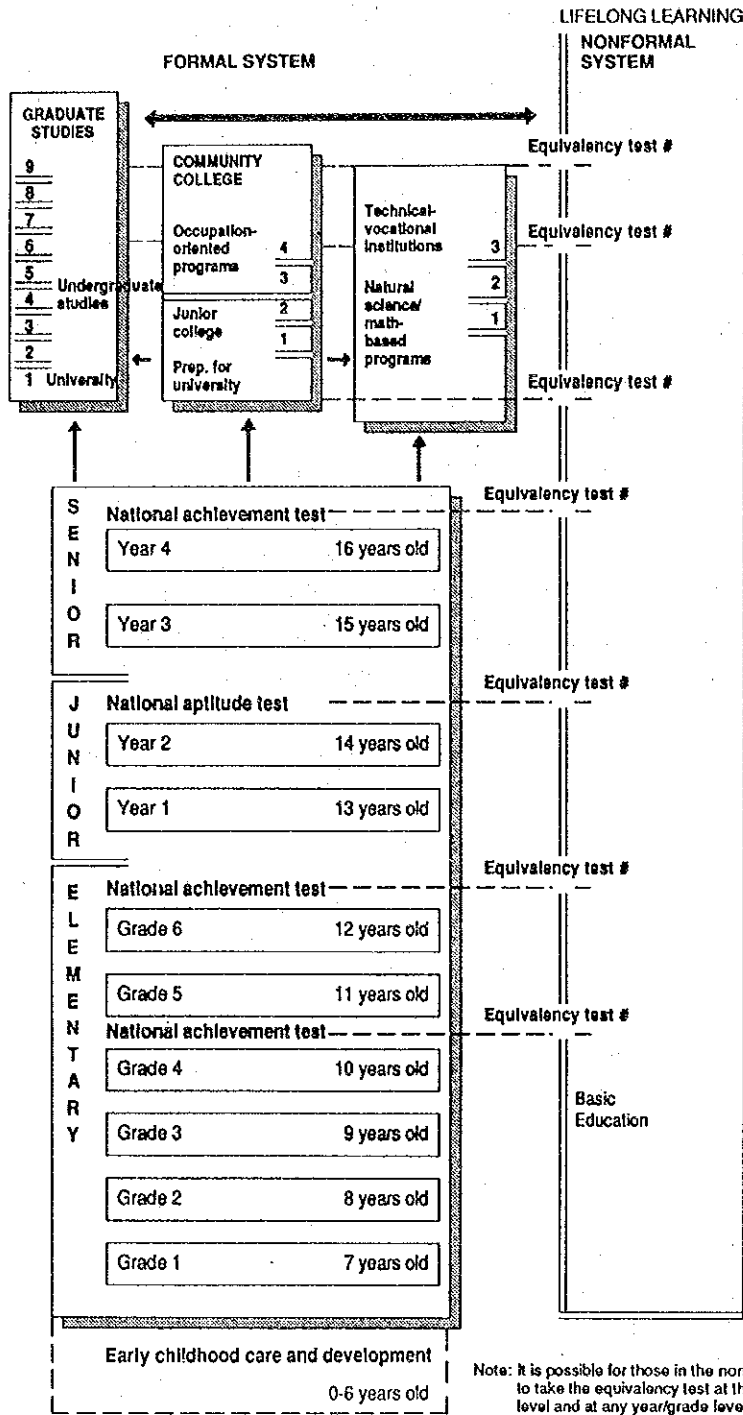 LIFELONG LEARNING
NONFORMAL
SYSTEM
FORMAL SYSTEM
GRADUATE
STUDIES
9
8
7
6
5
Undergraduate
4 studies
3
2
1 University
COMMUNITY
COLLEGE
Occupation-
oriented
programs
4
3
Junior
college
2
1
Prep. for
university
Technical-
vocational
institutions
3
Natural
science/
math-
based
programs
2
1
Equivalency test #
Equivalency test #
Equivalency test #
SENIOR
National achievement test
Equivalency test #
Year 4 16 years old
Year 3 15 years old
JUNIOR
National aptitude test
Equivalency test #
Year 2 14 years old
Year 1 13 years old
ELEMENTARY
National achievement test
Equivalency test #
Grade 6 12 years old
Grade 5 11 years old
National achievement test
Equivalency test #
Grade 4 10 years old
Grade 3 9 years old
Grade 2 8 years old
Grade 1 7 years old
Basic
Education
Early childhood care and development
0-6 years old
Note: It is possible for those in the
to take the equivalency test at
level and at any year/grade